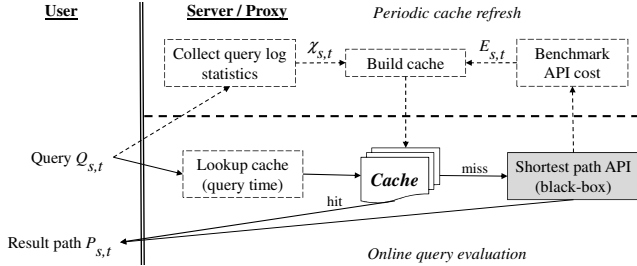 User
Server / Proxy
Periodic cache refresh
Collect query log
statistics
χs,t
Build cache
Es,t
Benchmark
API cost
Query Qs,t
Lookup cache
(query time)
Cache
miss
Shortest path API
(black-box)
hit
Result path Ps,t
Online query evaluation